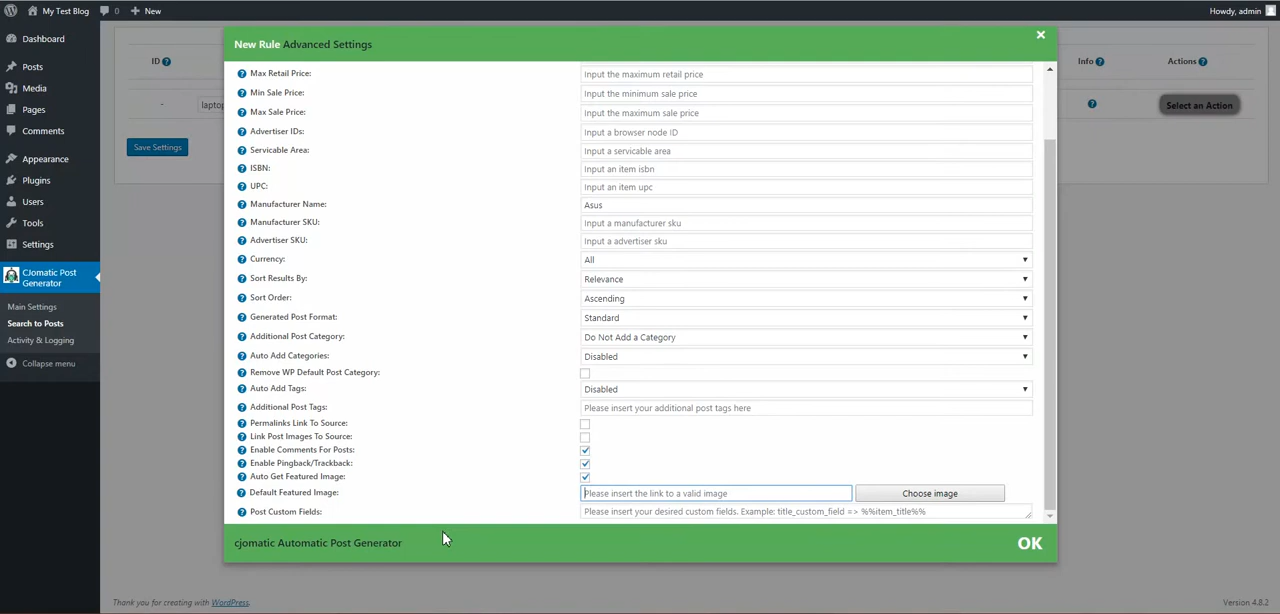 My Test Blog 0 New Howdy, admin
Dashboard
Posts
Media
Pages
Comments
Appearance
Plugins
Users
Tools
Settings
CJomatic Post
Generator
Main Settings
Search to Posts
Activity & Logging
Collapse menu
ID Info Actions
- laptop Select an Action
Save Settings
New Rule Advanced Settings ×
Max Retail Price: Input the maximum retail price
Min Sale Price: Input the minimum sale price
Max Sale Price: Input the maximum sale price
Advertiser IDs: Input a browser node ID
Servicable Area: Input a servicable area
ISBN: Input an item isbn
UPC: Input an item upc
Manufacturer Name: Asus
Manufacturer SKU: Input a manufacturer sku
Advertiser SKU: Input a advertiser sku
Currency: All
Sort Results By: Relevance
Sort Order: Ascending
Generated Post Format: Standard
Additional Post Category: Do Not Add a Category
Auto Add Categories: Disabled
Remove WP Default Post Category:
Auto Add Tags: Disabled
Additional Post Tags: Please insert your additional post tags here
Permalinks Link To Source:
Link Post Images To Source:
Enable Comments For Posts:
Enable Pingback/Trackback:
Auto Get Featured Image:
Default Featured Image: Please insert the link to a valid image Choose image
Post Custom Fields: Please insert your desired custom fields. Example: title_custom_field => %%item_title%%
cjomatic Automatic Post Generator OK
Thank you for creating with WordPress. Version 4.8.2